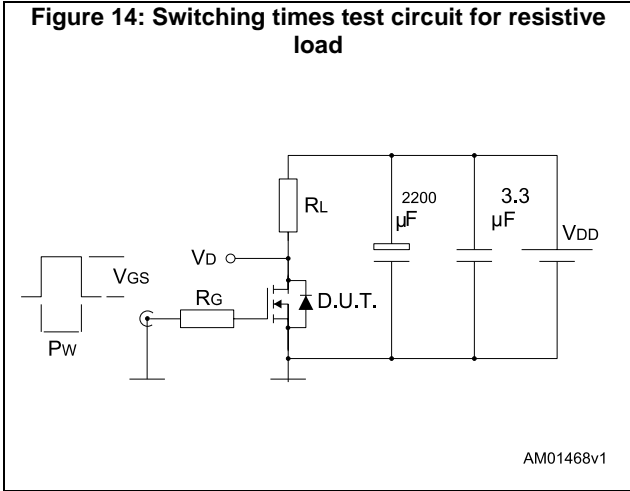 Figure 14: Switching times test circuit for resistive
load
RL
2200
μF
3.3
μF
VDD
VD
VGS
RG
D.U.T.
PW
AM01468v1